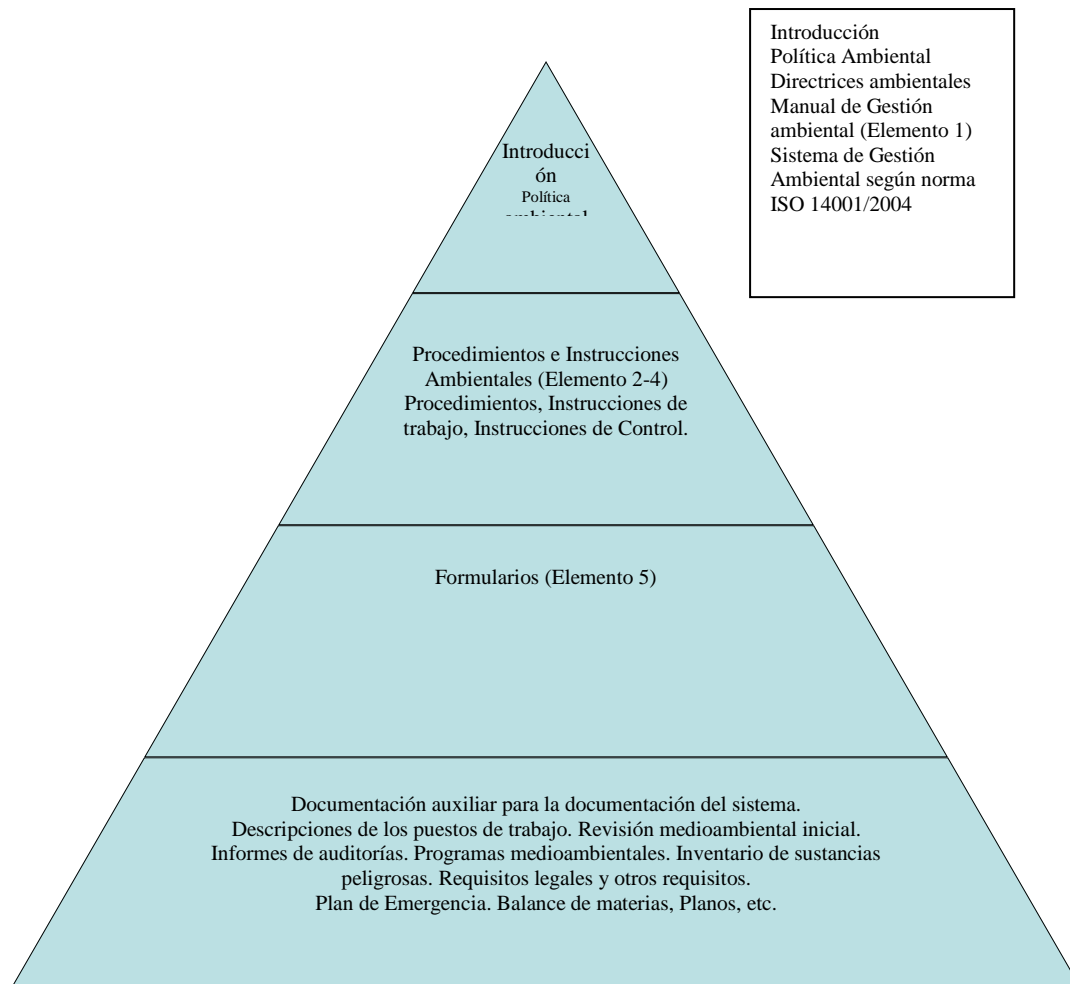 Introducción
Política Ambiental
Directrices ambientales
Manual de Gestión
ambiental (Elemento 1)
Sistema de Gestión
Ambiental según norma
ISO 14001/2004
Introducci
ón
Política
Procedimientos e Instrucciones
Ambientales (Elemento 2-4)
Procedimientos, Instrucciones de
trabajo, Instrucciones de Control.
Formularios (Elemento 5)
Documentación auxiliar para la documentación del sistema.
Descripciones de los puestos de trabajo. Revisión medioambiental inicial.
Informes de auditorías. Programas medioambientales. Inventario de sustancias
peligrosas. Requisitos legales y otros requisitos.
Plan de Emergencia. Balance de materias, Planos, etc.